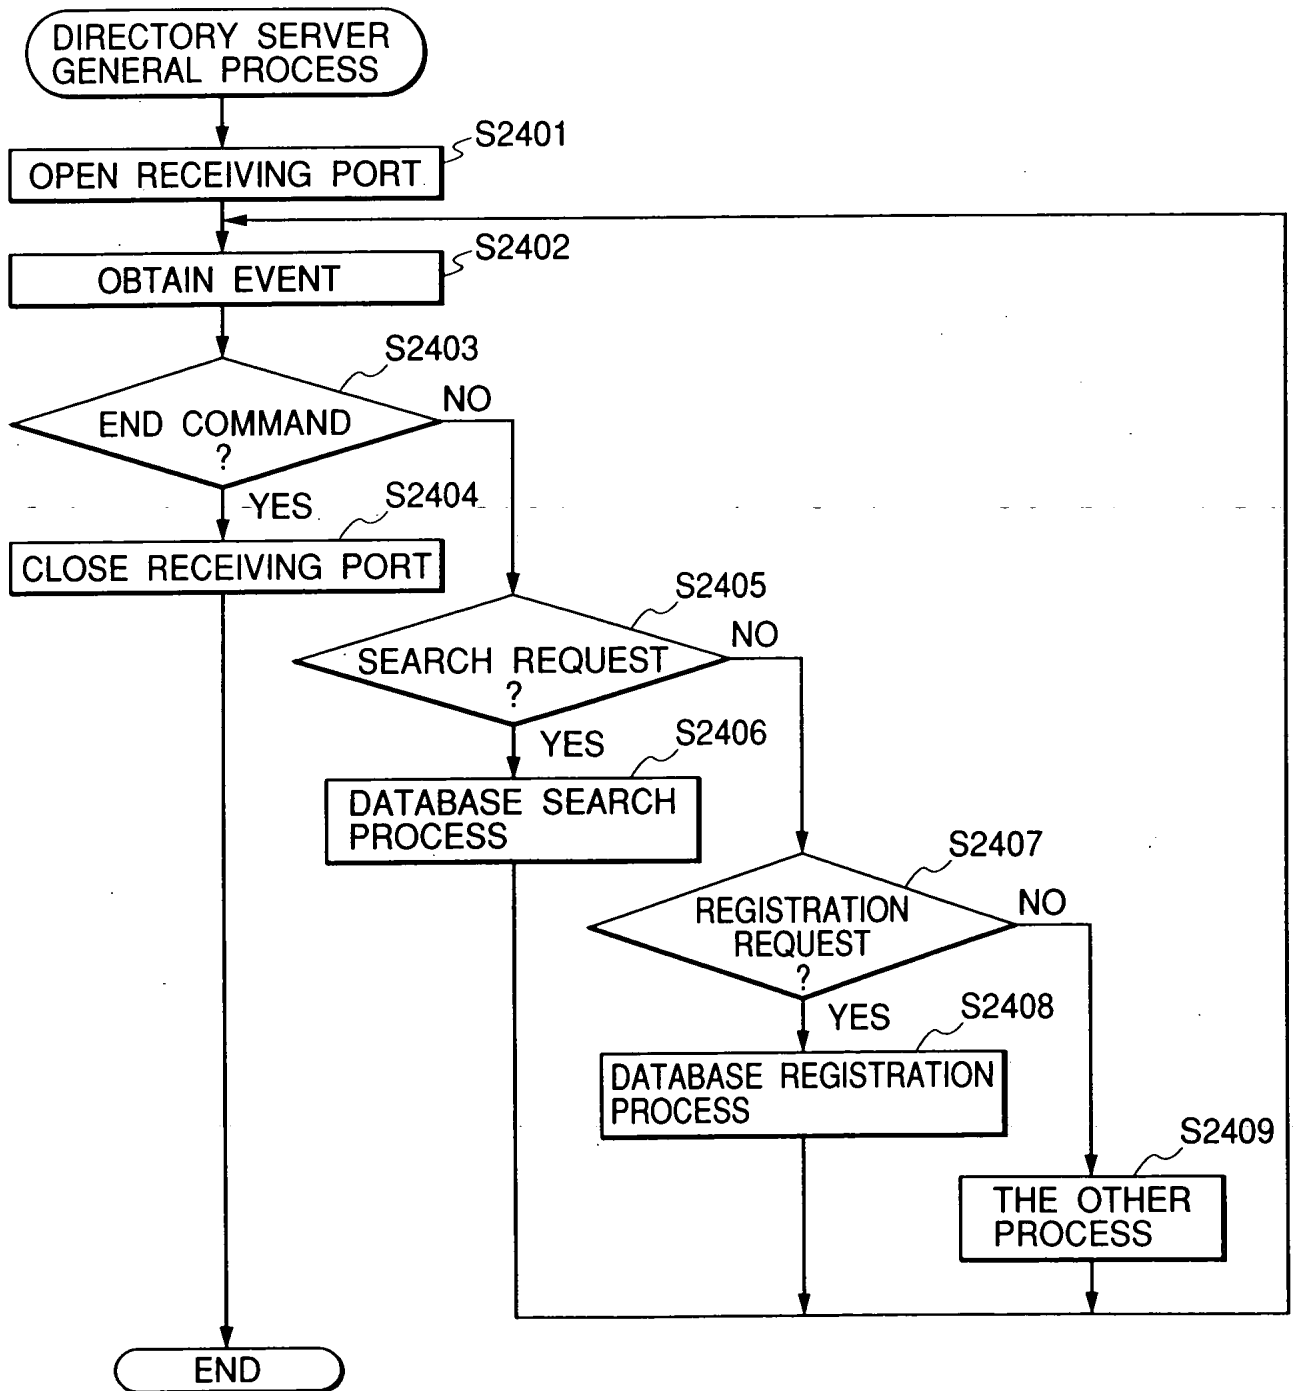 DIRECTORY SERVER
GENERAL PROCESS
S2401
OPEN RECEIVING PORT
S2402
OBTAIN EVENT
S2403
NO
END COMMAND
?
YES
S2404
CLOSE RECEIVING PORT
S2405
NO
SEARCH REQUEST
?
YES
S2406
DATABASE SEARCH
PROCESS
S2407
NO
REGISTRATION
REQUEST
?
YES
S2408
DATABASE REGISTRATION
PROCESS
S2409
THE OTHER
PROCESS
END